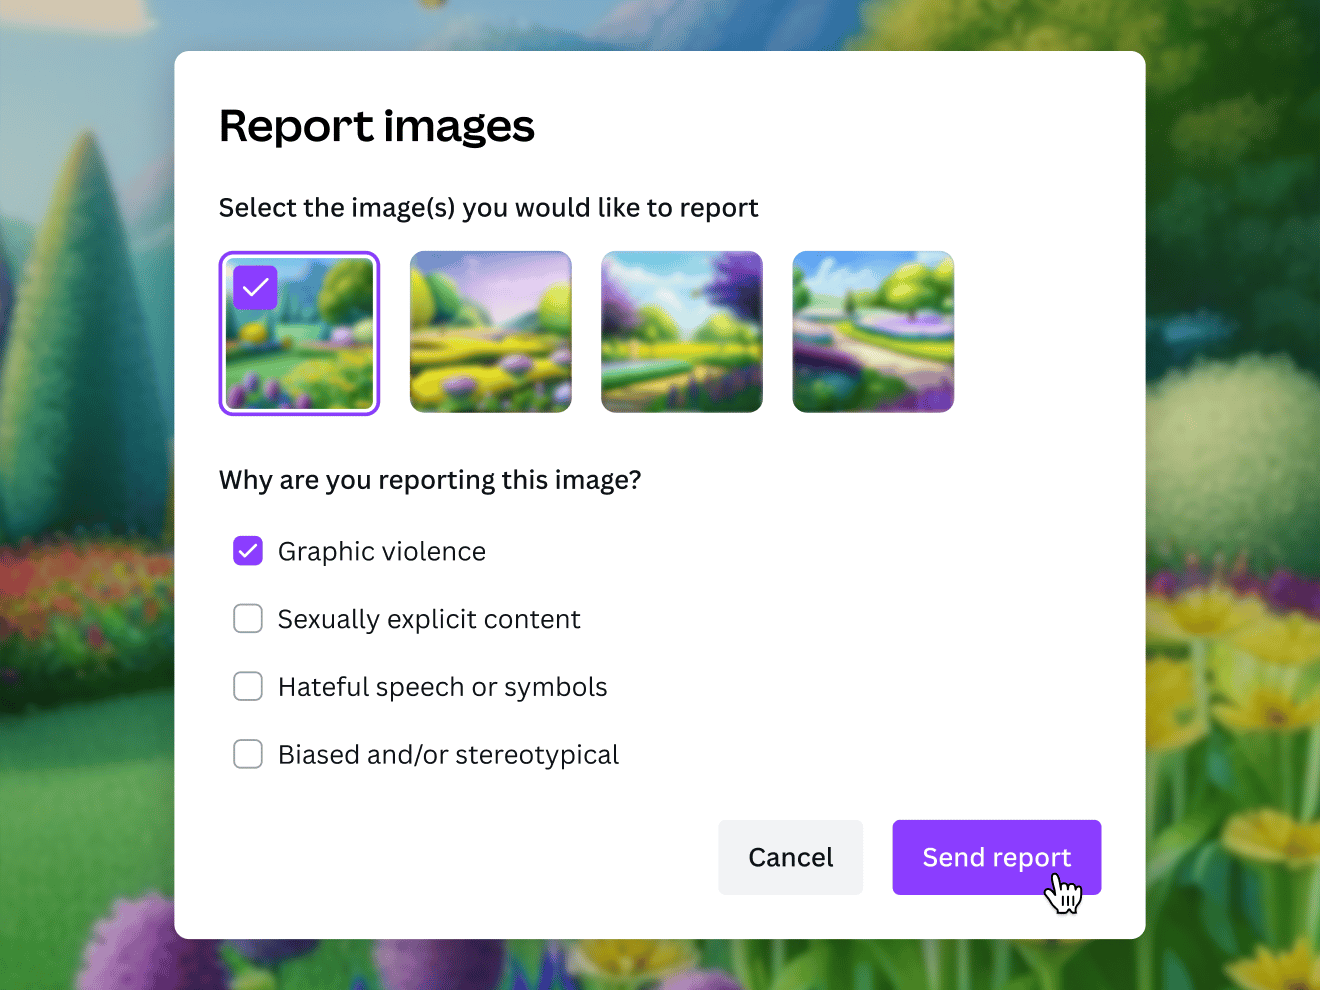 Report images
Select the image(s) you would like to report
Why are you reporting this image?
Graphic violence
Sexually explicit content
Hateful speech or symbols
Biased and/or stereotypical
Cancel
Send report